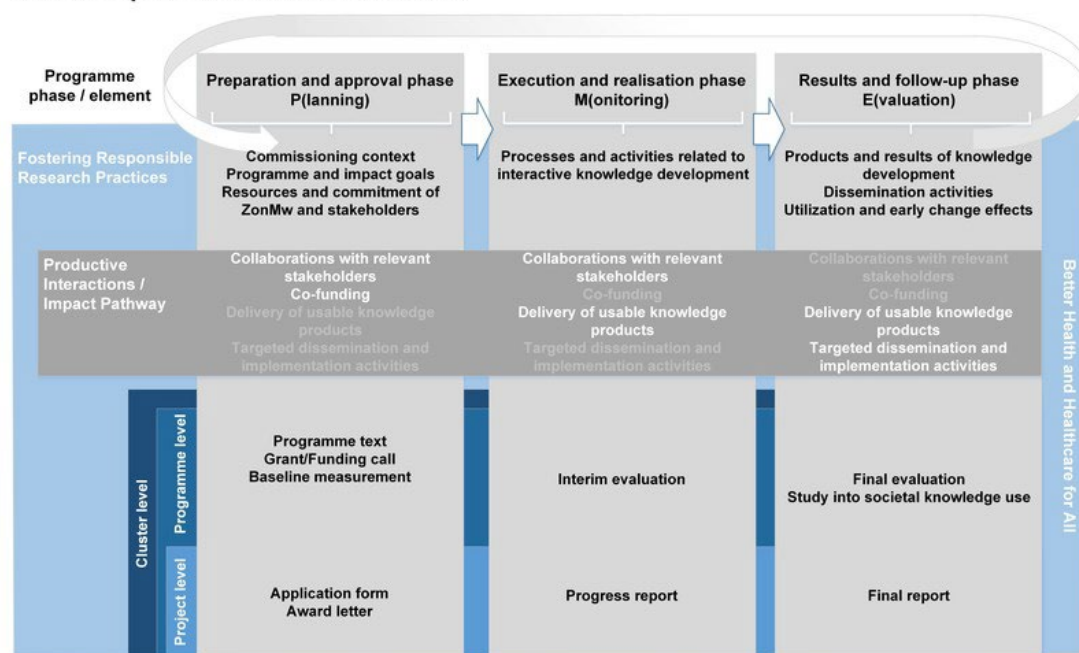 Programme
phase / element
Preparation and approval phase
P(lanning)
Execution and realisation phase
M(onitoring)
Results and follow-up phase
E(valuation)
Fostering Responsible
Research Practices
Commissioning context
Programme and impact goals
Resources and commitment of
ZonMw and stakeholders
Processes and activities related to
interactive knowledge development
Products and results of knowledge
development
Dissemination activities
Utilization and early change effects
Productive
Interactions /
Impact Pathway
Collaborations with relevant
stakeholders
Co-funding
Delivery of usable knowledge
products
Targeted dissemination and
implementation activities
Collaborations with relevant
stakeholders
Co-funding
Delivery of usable knowledge
products
Targeted dissemination and
implementation activities
Collaborations with relevant
stakeholders
Co-funding
Delivery of usable knowledge
products
Targeted dissemination and
implementation activities
Better Health and Healthcare for All
Cluster level
Programme level
Programme text
Grant/Funding call
Baseline measurement
Interim evaluation
Final evaluation
Study into societal knowledge use
Project level
Application form
Award letter
Progress report
Final report